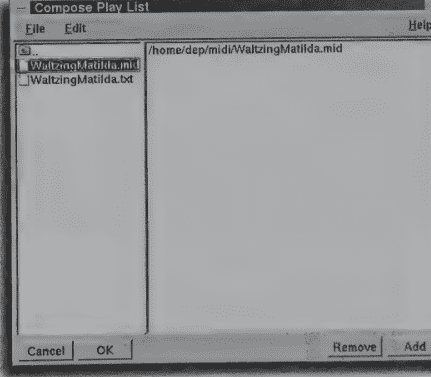 Compose Play List
File Edit Help
..
WaltzingMatilda.mid
WaltzingMatilda.txt
/home/dep/midi/WaltzingMatilda.mid
Cancel OK Remove Add